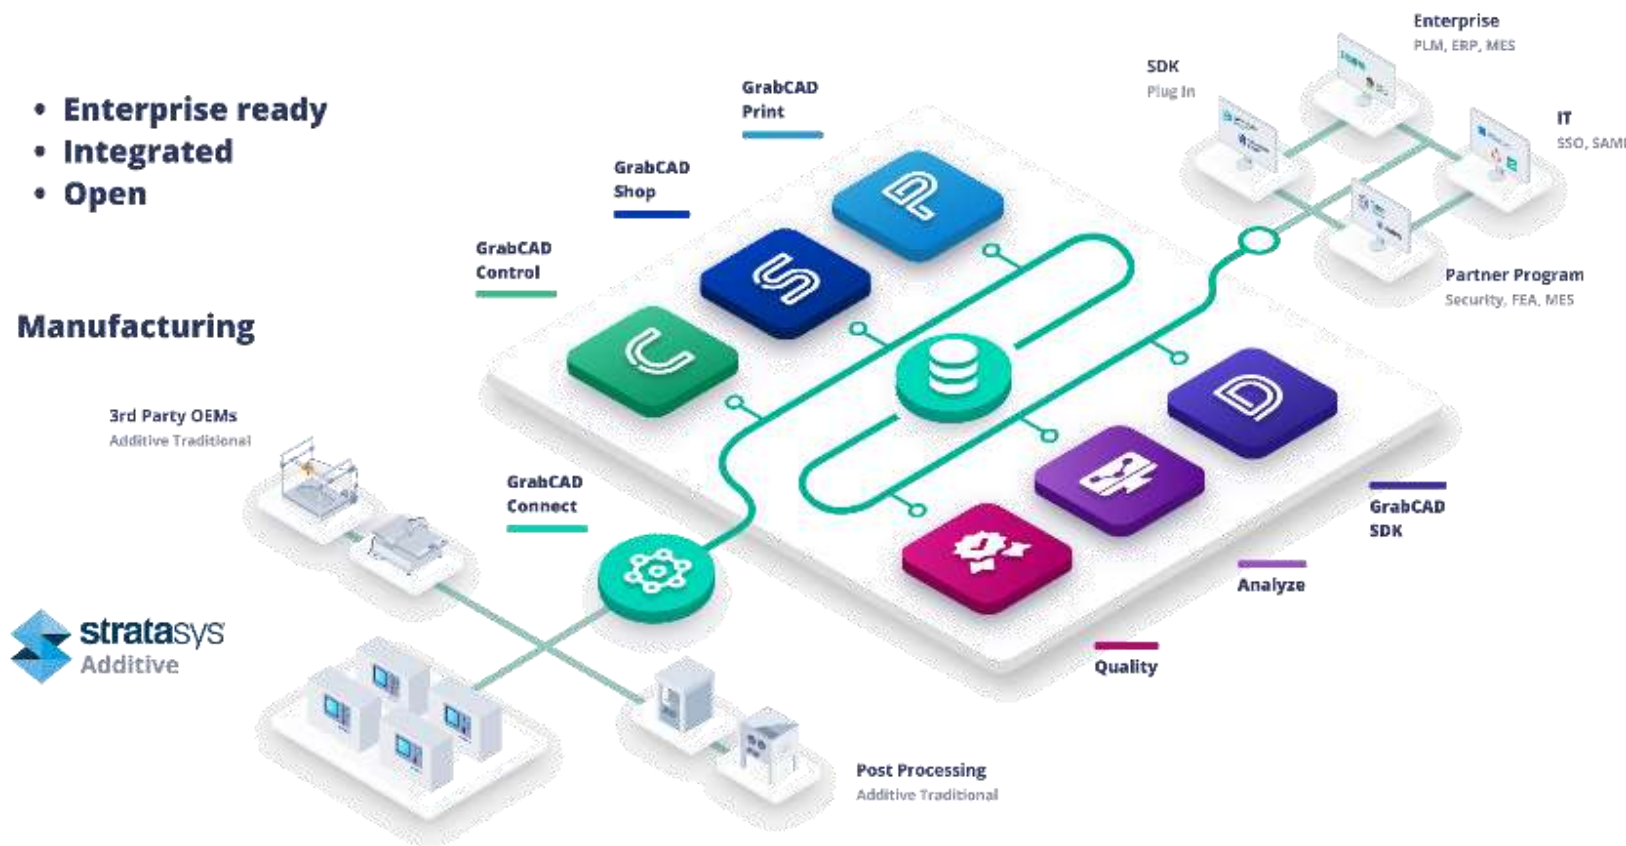 • Enterprise ready
• Integrated
• Open
Manufacturing
3rd Party OEMs
Additive Traditional
stratasys
Additive
GrabCAD
Print
GrabCAD
Shop
GrabCAD
Control
GrabCAD
Connect
SDK
Plug In
Enterprise
PLM, ERP, MES
IT
SSO, SAMl
Partner Program
Security, FEA, MES
GrabCAD
SDK
Analyze
Quality
Post Processing
Additive Traditional